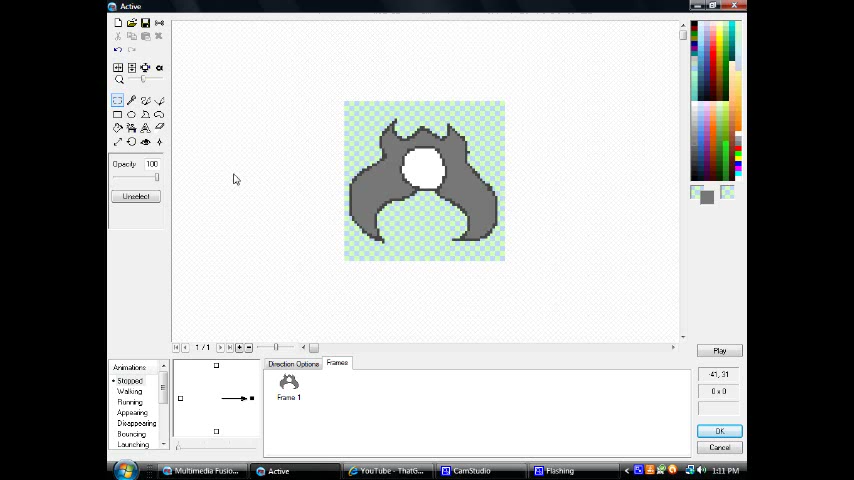 Active
Opacity 100
Unselect
1 / 1
Play
Animations
Direction Options
Frames
Stopped
Walking
Running
Appearing
Disappearing
Bouncing
Launching
Frame 1
-41, 31
0 x 0
OK
Cancel
Multimedia Fusio...
Active
YouTube - ThatG...
CamStudio
Flashing
1:11 PM